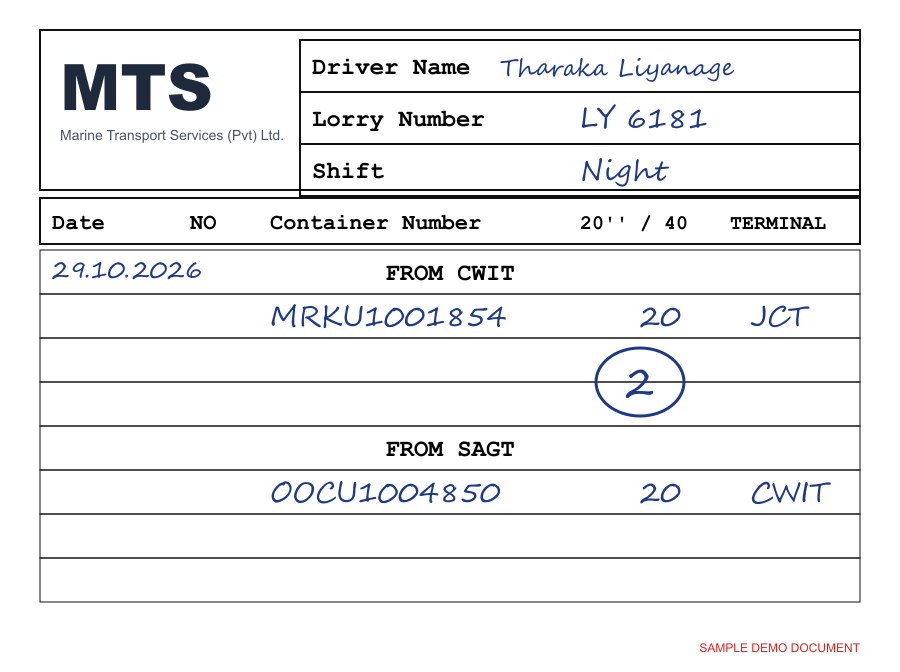 MTS
Marine Transport Services (Pvt) Ltd.
Driver Name Tharaka Liyanage
Lorry Number LY 6181
Shift Night
Date NO Container Number 20'' / 40 TERMINAL
29.10.2026 FROM CWIT
MRKU1001854 20 JCT
2
FROM SAGT
OOCU1004850 20 CWIT
SAMPLE DEMO DOCUMENT